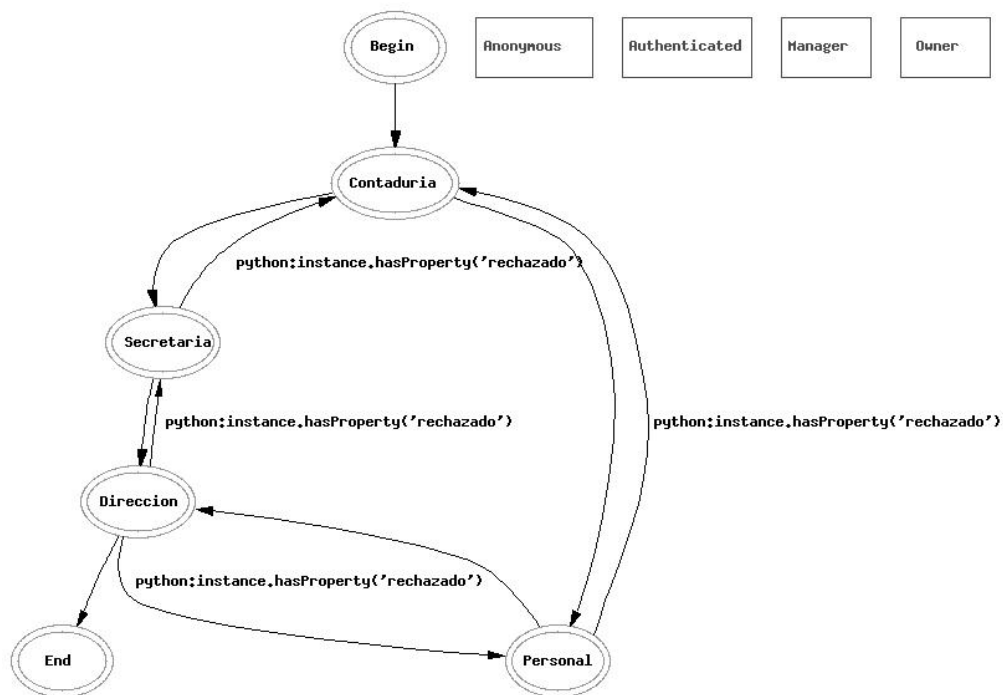 Begin
Anonymous
Authenticated
Manager
Owner
Contaduria
python:instance.hasProperty('rechazado')
Secretaria
python:instance.hasProperty('rechazado')
python:instance.hasProperty('rechazado')
Direccion
python:instance.hasProperty('rechazado')
End
Personal